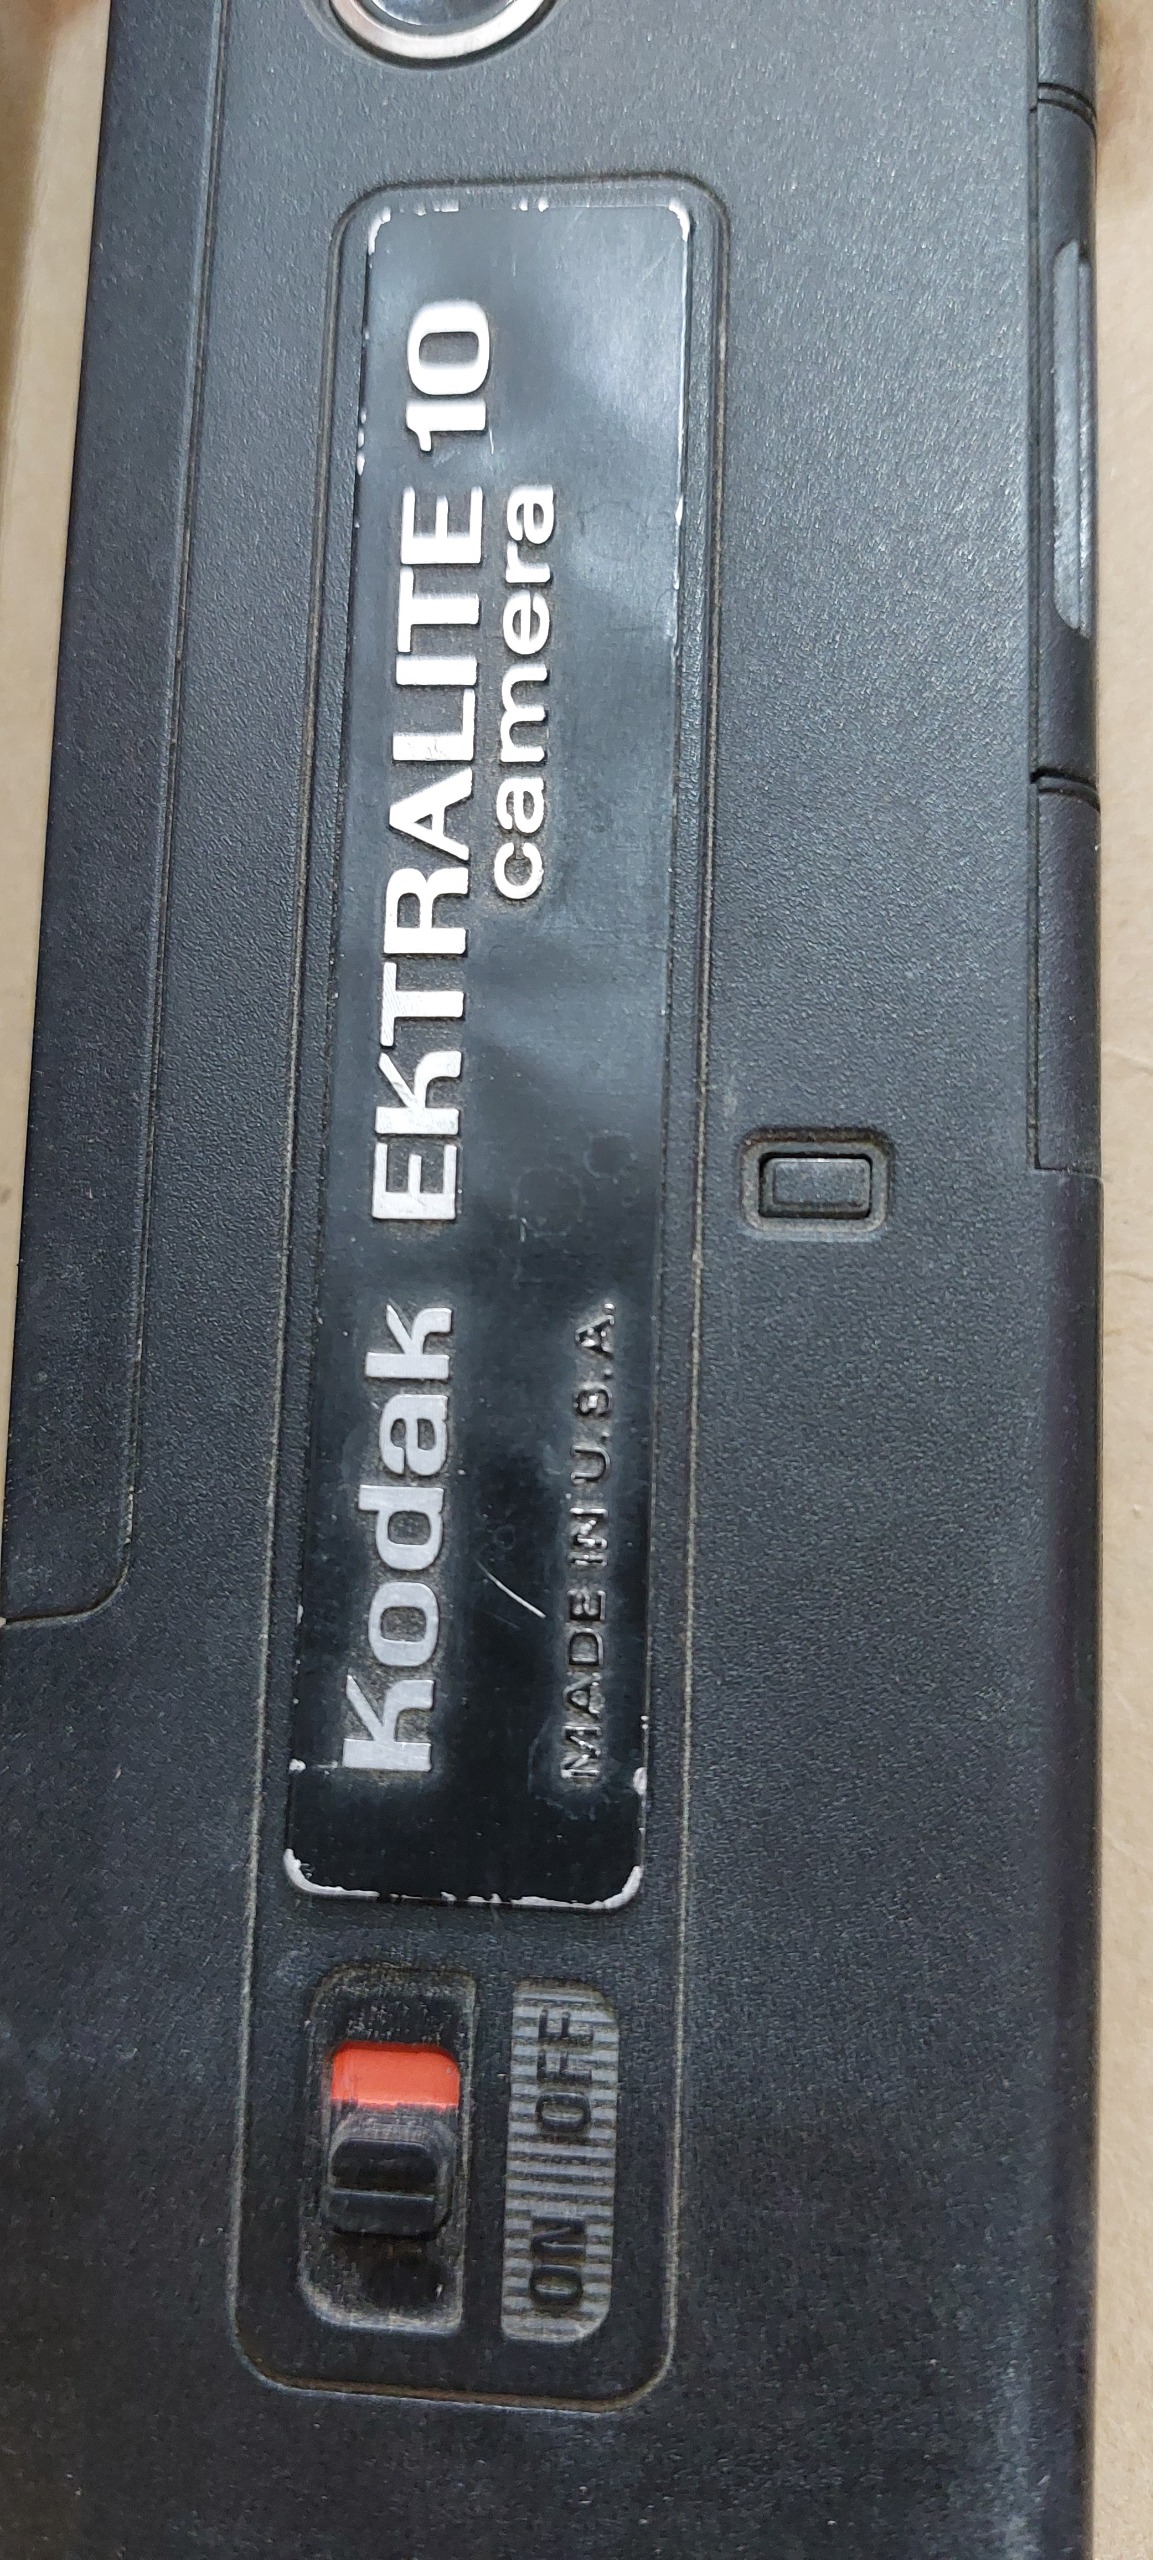 Kodak EKTRALITE 10
camera
MADE IN U.S.A.
ON OFF